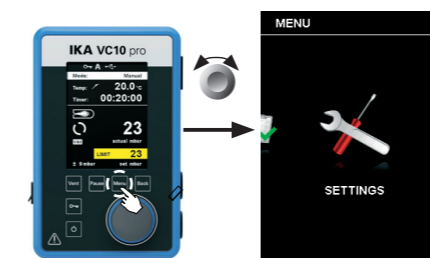 IKA VC10 pro
A
Mode: Manual
Temp: 20.0 °C
Timer: 00:20:00
23
actual mbar
LIMIT 23
± 0 mbar set mbar
Vent Pause Menu Back
MENU
SETTINGS